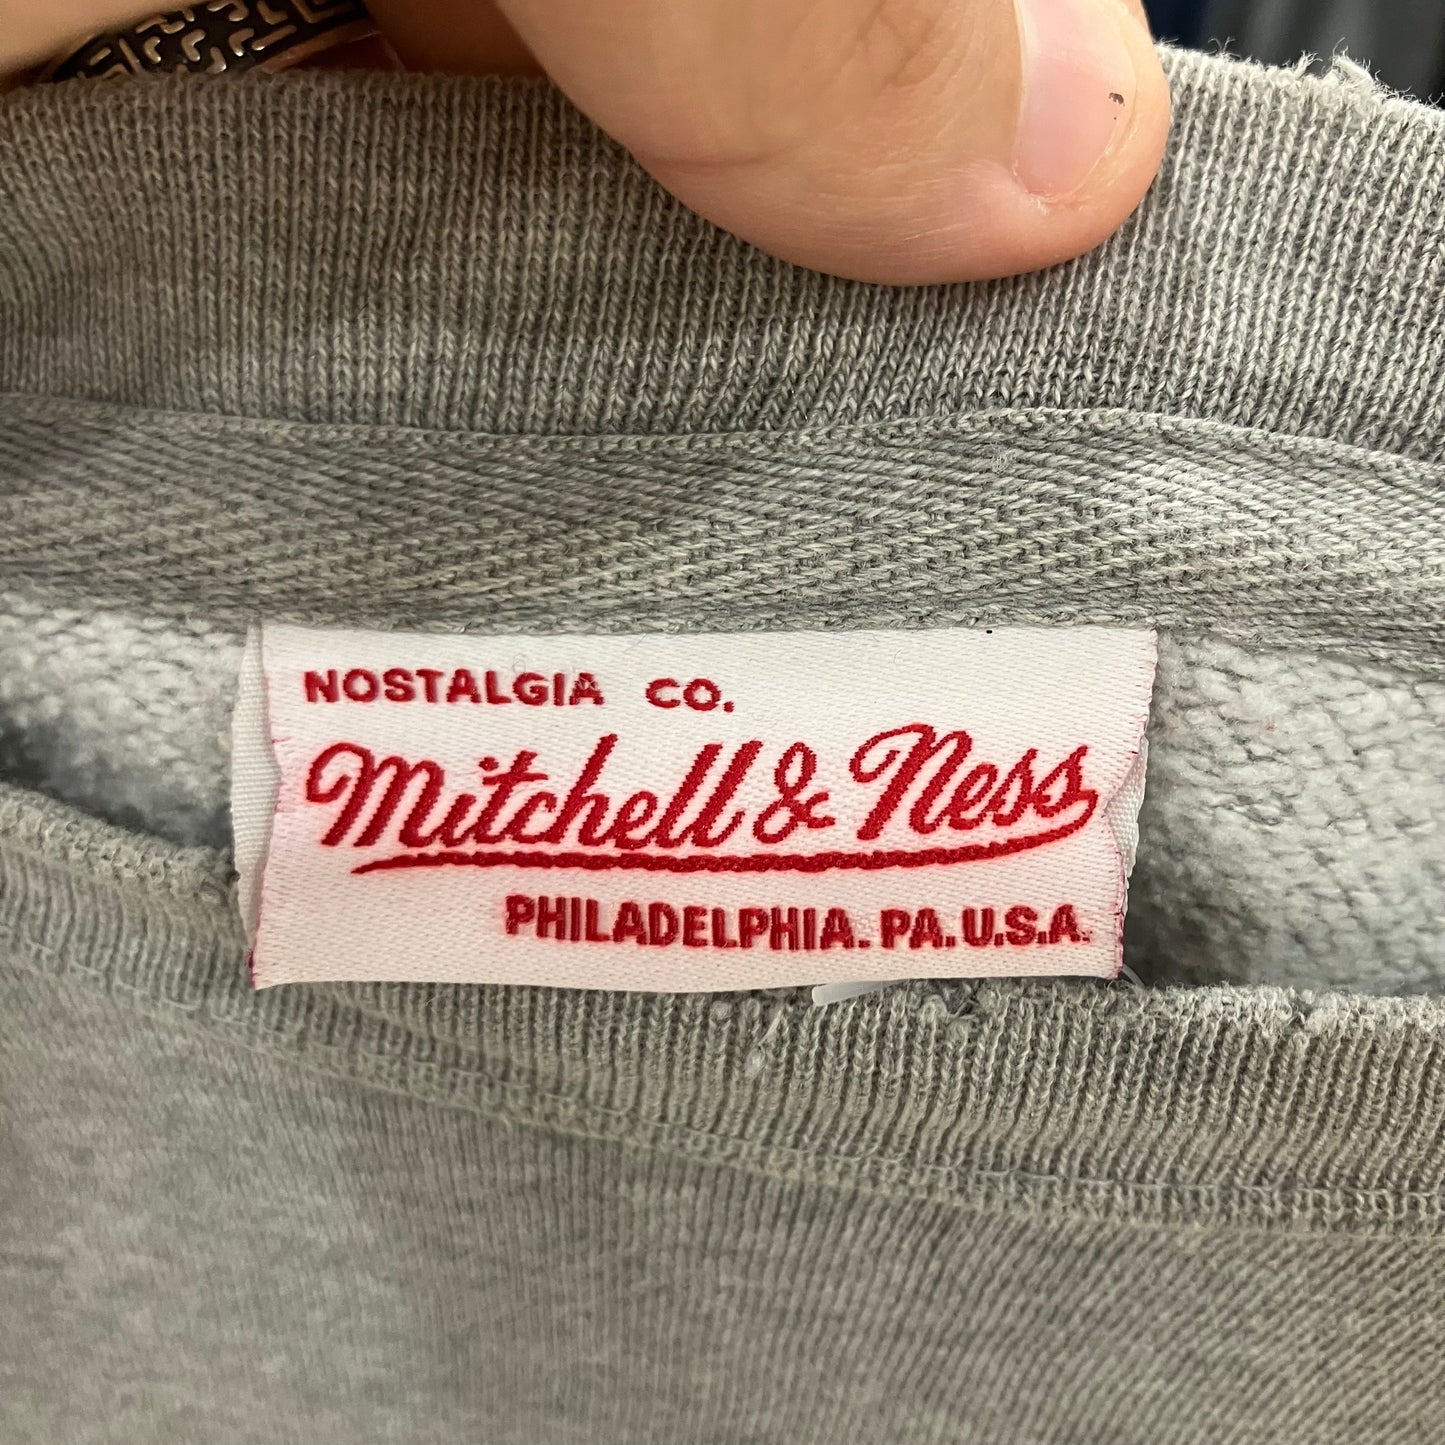 NOSTALGIA CO.
Mitchell & Ness
PHILADELPHIA. PA. U.S.A.